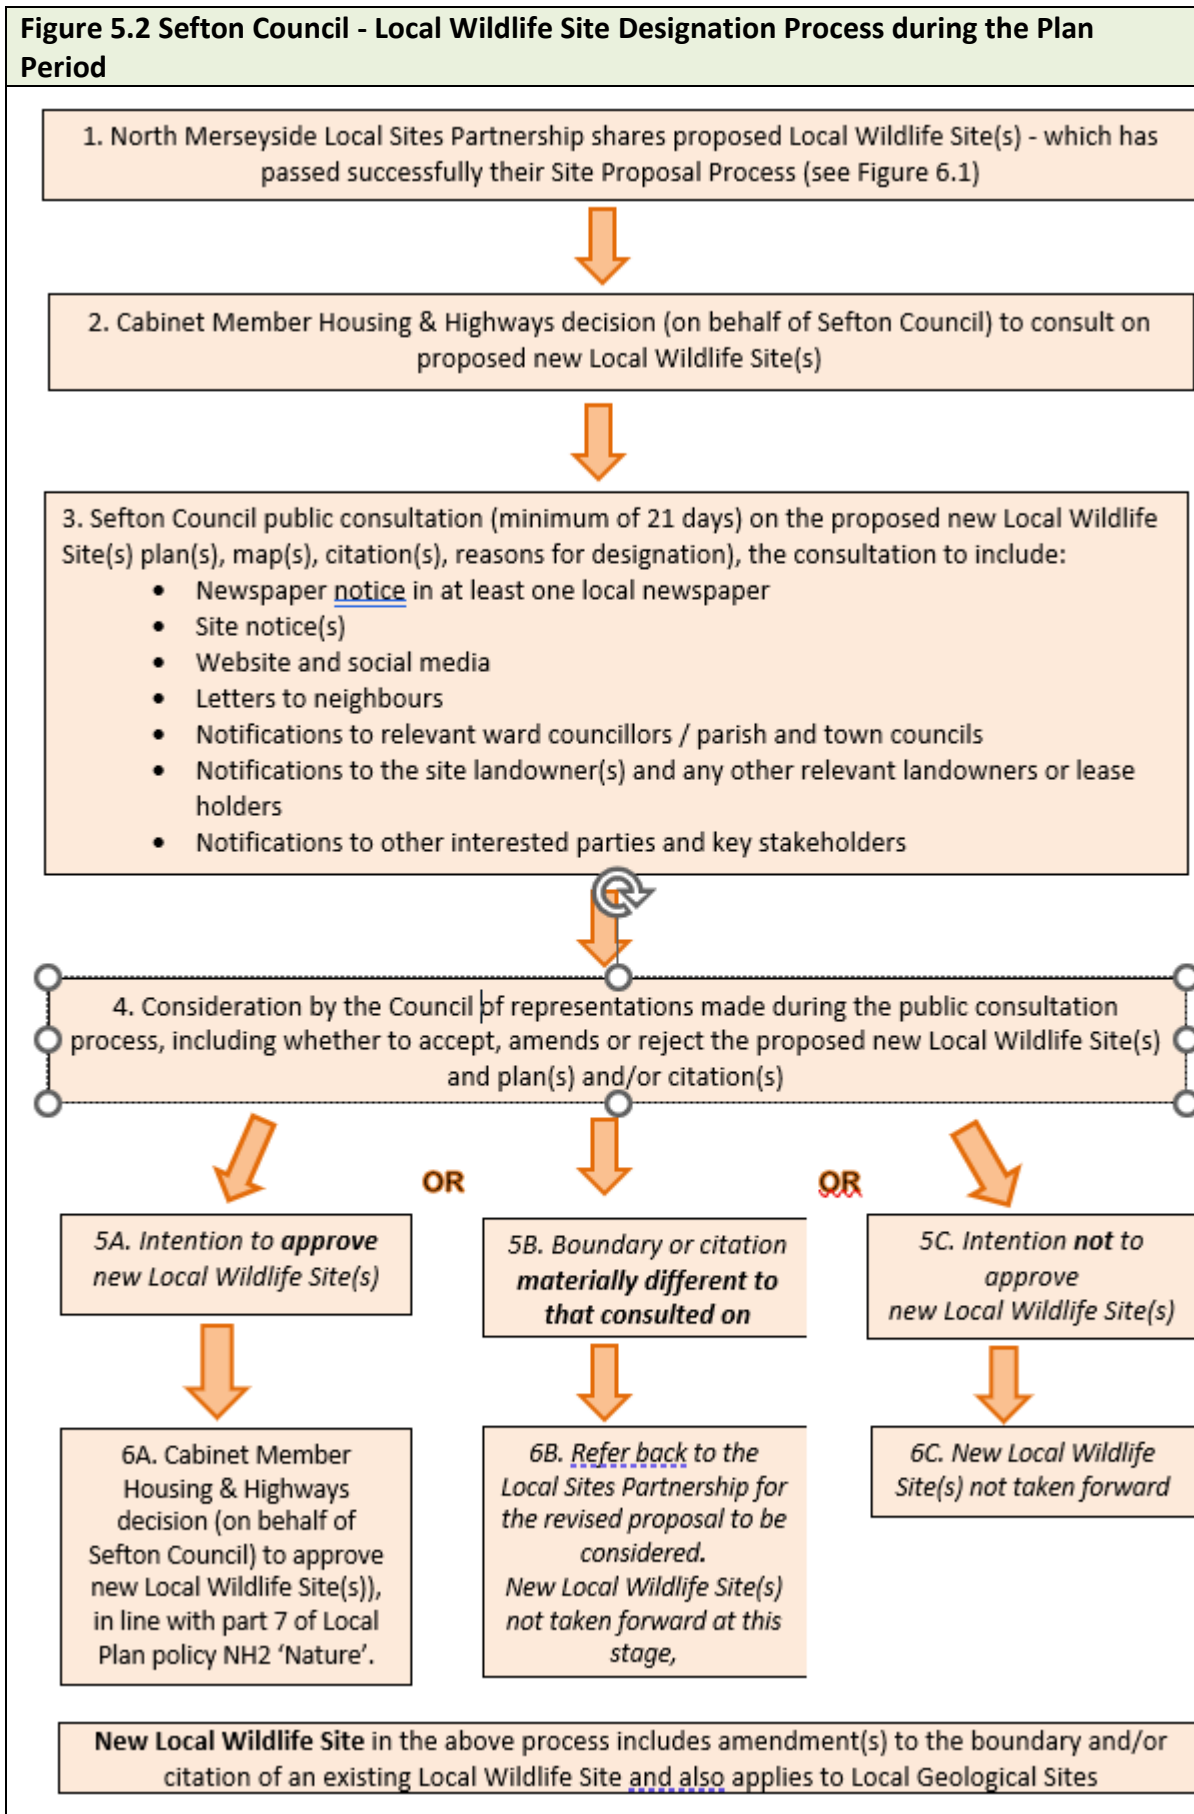 Figure 5.2 Sefton Council - Local Wildlife Site Designation Process during the Plan
Period
1. North Merseyside Local Sites Partnership shares proposed Local Wildlife Site(s) - which has
passed successfully their Site Proposal Process (see Figure 6.1)
2. Cabinet Member Housing & Highways decision (on behalf of Sefton Council) to consult on
proposed new Local Wildlife Site(s)
3. Sefton Council public consultation (minimum of 21 days) on the proposed new Local Wildlife
Site(s) plan(s), map(s), citation(s), reasons for designation), the consultation to include:
• Newspaper notice in at least one local newspaper
• Site notice(s)
• Website and social media
• Letters to neighbours
• Notifications to relevant ward councillors / parish and town councils
• Notifications to the site landowner(s) and any other relevant landowners or lease
holders
• Notifications to other interested parties and key stakeholders
4. Consideration by the Council of representations made during the public consultation
process, including whether to accept, amends or reject the proposed new Local Wildlife Site(s)
and plan(s) and/or citation(s)
OR
OR
5A. Intention to approve
new Local Wildlife Site(s)
5B. Boundary or citation
materially different to
that consulted on
5C. Intention not to
approve
new Local Wildlife Site(s)
6A. Cabinet Member
Housing & Highways
decision (on behalf of
Sefton Council) to approve
new Local Wildlife Site(s)),
in line with part 7 of Local
Plan policy NH2 ‘Nature’.
6B. Refer back to the
Local Sites Partnership for
the revised proposal to be
considered.
New Local Wildlife Site(s)
not taken forward at this
stage,
6C. New Local Wildlife
Site(s) not taken forward
New Local Wildlife Site in the above process includes amendment(s) to the boundary and/or
citation of an existing Local Wildlife Site and also applies to Local Geological Sites